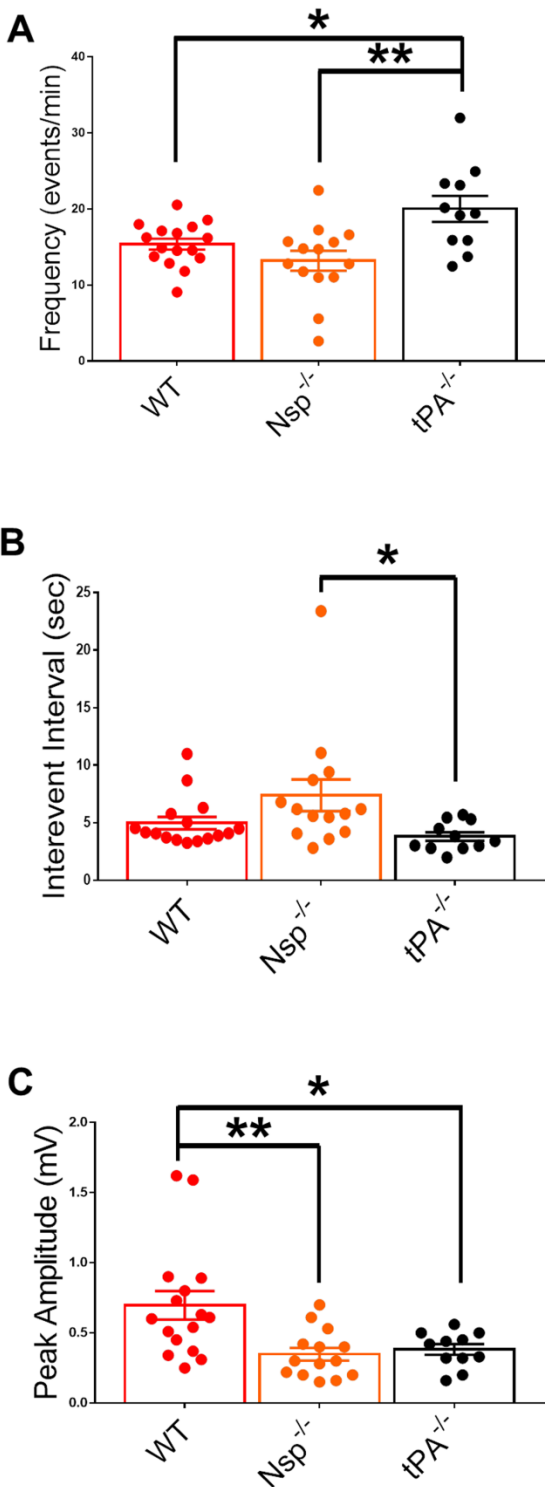 A
*
**
Frequency (events/min)
40
30
20
10
0
WT
Nsp-/-
tPA-/-
B
*
Interevent Interval (sec)
25
20
15
10
5
0
WT
Nsp-/-
tPA-/-
C
*
**
Peak Amplitude (mV)
2.0
1.5
1.0
0.5
0.0
WT
Nsp-/-
tPA-/-